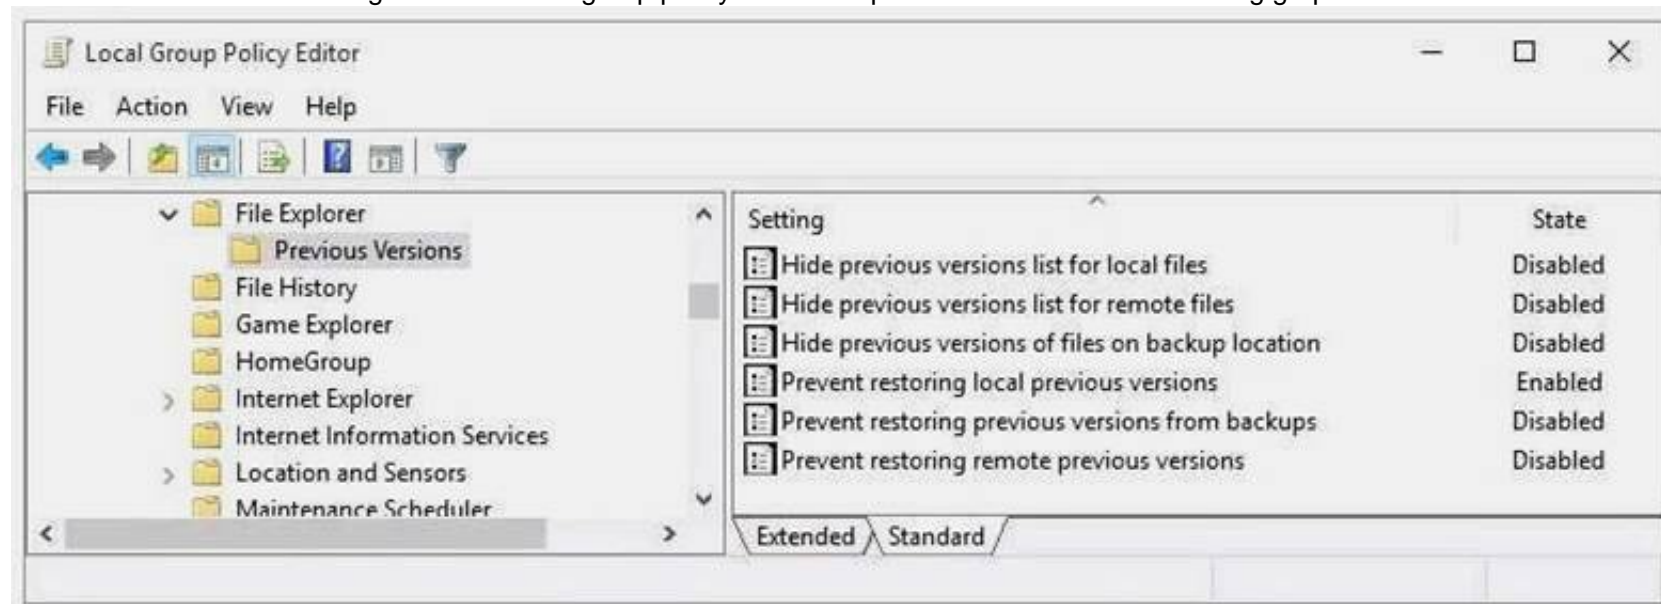 Local Group Policy Editor
File Action View Help
File Explorer
Previous Versions
File History
Game Explorer
HomeGroup
Internet Explorer
Internet Information Services
Location and Sensors
Maintenance Scheduler
Setting State
Hide previous versions list for local files Disabled
Hide previous versions list for remote files Disabled
Hide previous versions of files on backup location Disabled
Prevent restoring local previous versions Enabled
Prevent restoring previous versions from backups Disabled
Prevent restoring remote previous versions Disabled
Extended Standard